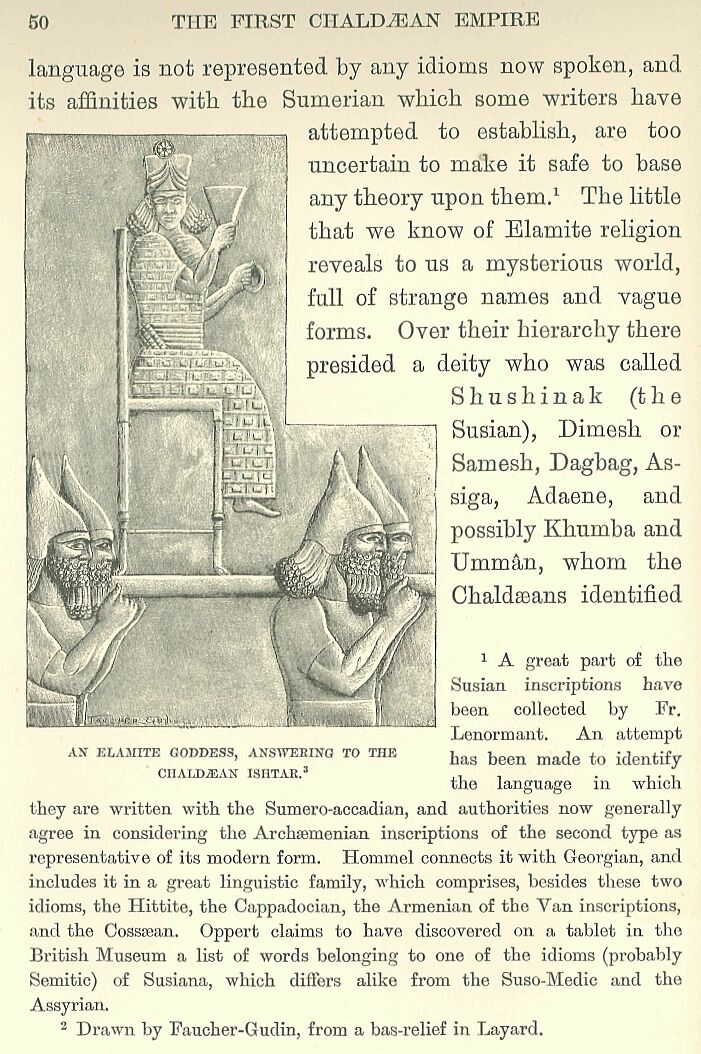 50 THE FIRST CHALDÆAN EMPIRE
language is not represented by any idioms now spoken, and
its affinities with the Sumerian which some writers have
attempted to establish, are too
uncertain to make it safe to base
any theory upon them.¹ The little
that we know of Elamite religion
reveals to us a mysterious world,
full of strange names and vague
forms. Over their hierarchy there
presided a deity who was called
Shushinak (the
Susian), Dimesh or
Samesh, Dagbag, As-
siga, Adaene, and
possibly Khumba and
Ummân, whom the
Chaldæans identified
FAUCHER-GUDIN
AN ELAMITE GODDESS, ANSWERING TO THE
CHALDÆAN ISHTAR.³
¹ A great part of the
Susian inscriptions have
been collected by Fr.
Lenormant. An attempt
has been made to identify
the language in which
they are written with the Sumero-accadian, and authorities now generally
agree in considering the Archæmenian inscriptions of the second type as
representative of its modern form. Hommel connects it with Georgian, and
includes it in a great linguistic family, which comprises, besides these two
idioms, the Hittite, the Cappadocian, the Armenian of the Van inscriptions,
and the Cossæan. Oppert claims to have discovered on a tablet in the
British Museum a list of words belonging to one of the idioms (probably
Semitic) of Susiana, which differs alike from the Suso-Medic and the
Assyrian.
² Drawn by Faucher-Gudin, from a bas-relief in Layard.